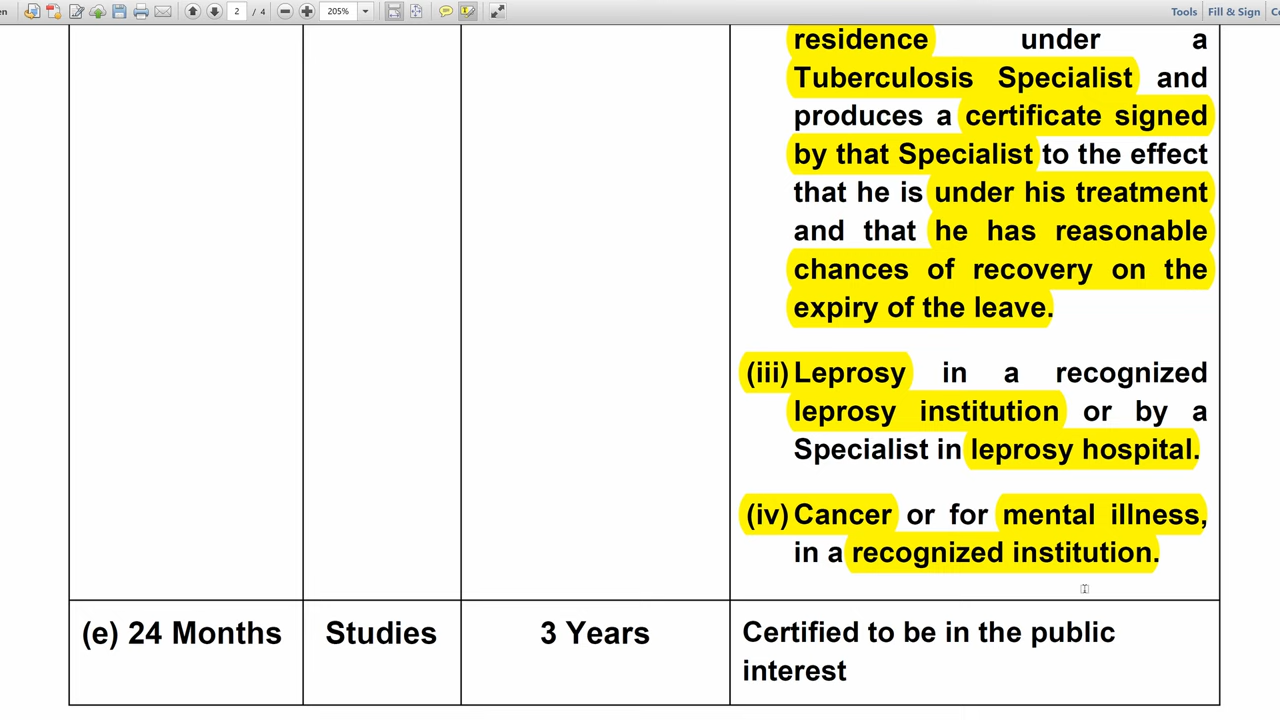 en
2
/ 4
205%
Tools
Fill & Sign
residence under a
Tuberculosis Specialist and
produces a certificate signed
by that Specialist to the effect
that he is under his treatment
and that he has reasonable
chances of recovery on the
expiry of the leave.
(iii) Leprosy in a recognized
leprosy institution or by a
Specialist in leprosy hospital.
(iv) Cancer or for mental illness,
in a recognized institution.
(e) 24 Months
Studies
3 Years
Certified to be in the public
interest